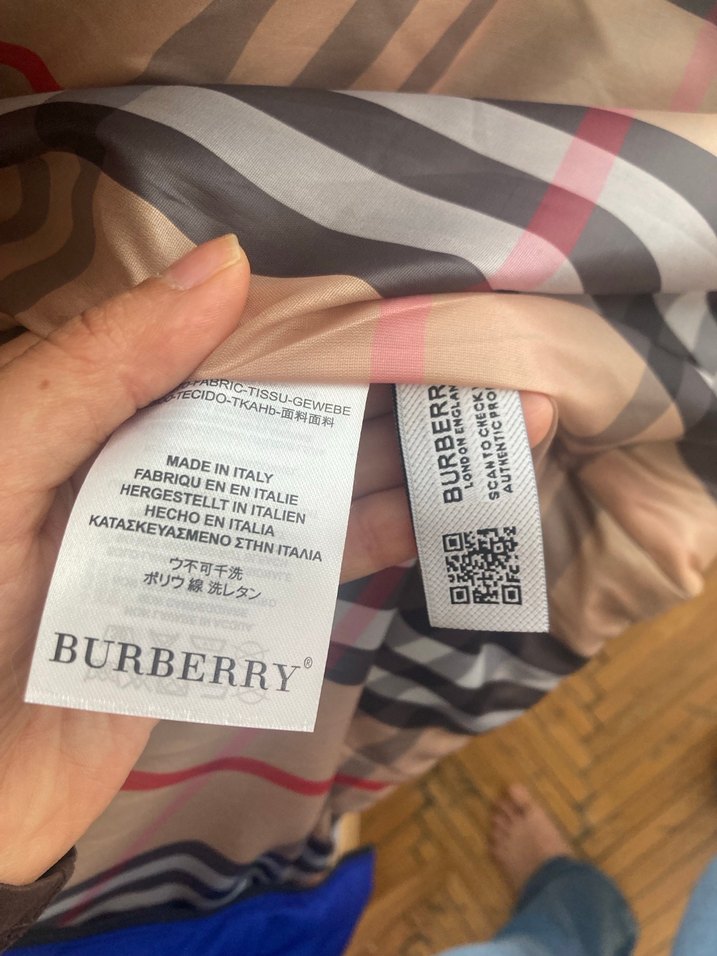 FABRIC-TISSU-GEWEBE
-TECIDO-TKAHb-面料面料
MADE IN ITALY
FABRIQU EN EN ITALIE
HERGESTELLT IN ITALIEN
HECHO EN ITALIA
ΚΑΤΑΣΚΕΥΑΣΜΕΝΟ ΣΤΗΝ ΙΤΑΛΙΑ
ウ不可千洗
ポリウ 線 洗レタン
BURBERRY®
BURBERR
LONDON ENGLAN
SCAN TO CHECK
AUTHENTIC PRO